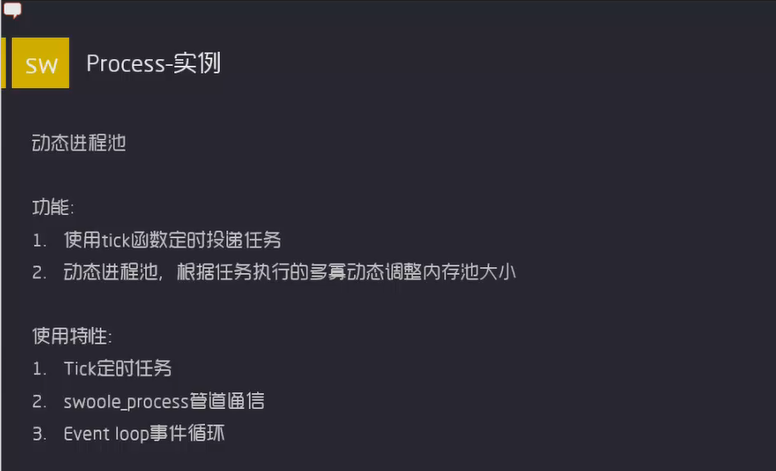 sw
Process-实例
动态进程池
功能:
1. 使用tick函数定时投递任务
2. 动态进程池，根据任务执行的多寡动态调整内存池大小
使用特性:
1. Tick定时任务
2. swoole_process管道通信
3. Event loop事件循环